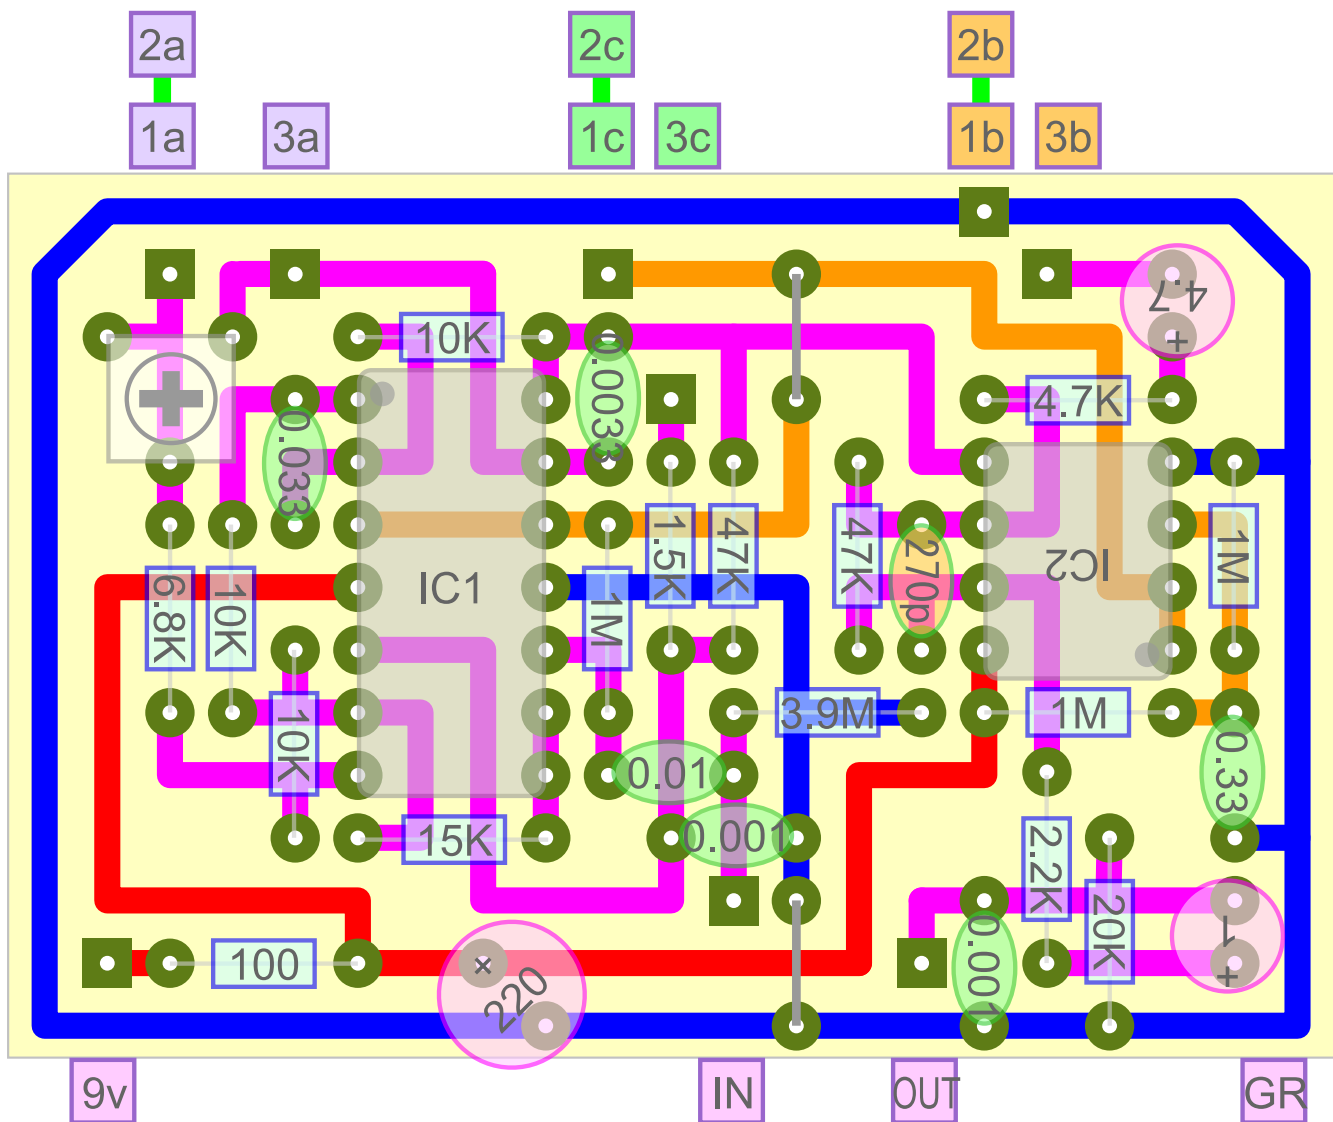 2a
2c
2b
1a
3a
1c
3c
1b
3b
4.7
+
10K
0.0033
4.7K
0.033
1.5K
47K
47K
270p
IC2
1M
IC1
6.8K
10K
1M
10K
3.9M
1M
0.01
0.33
0.001
15K
2.2K
20K
1
+
100
+
220
0.001
9v
IN
OUT
GR